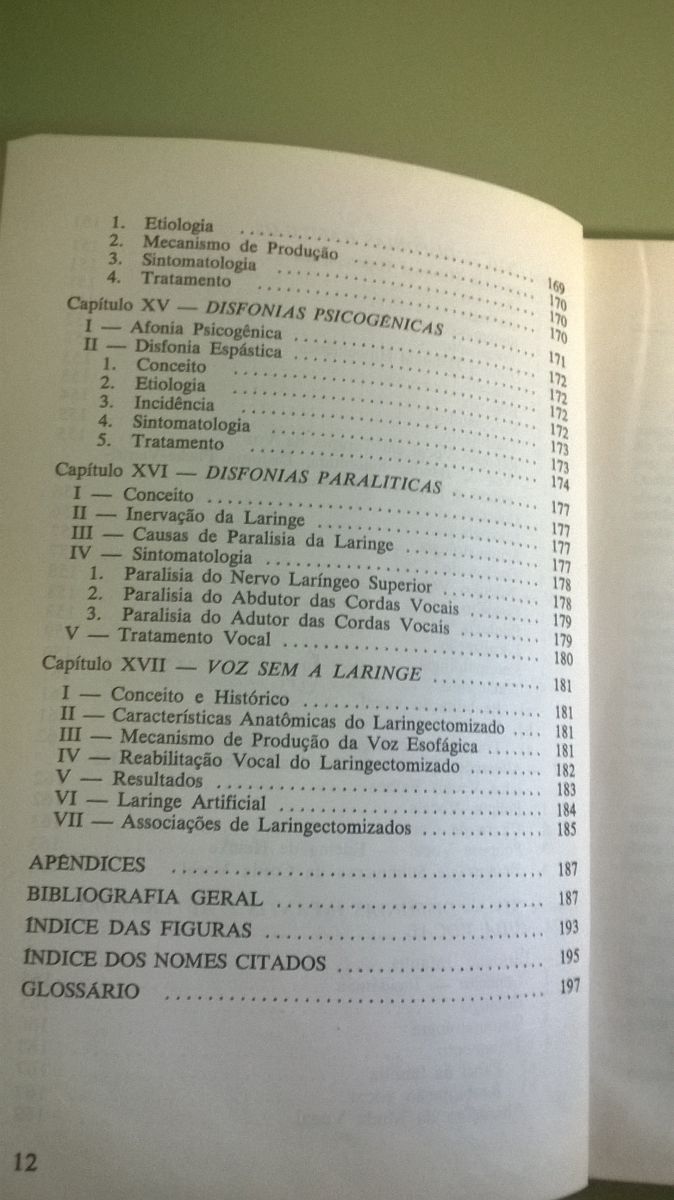 1. Etiologia ........ 169
2. Mecanismo de Produção ........ 170
3. Sintomatologia ........ 170
4. Tratamento ........ 170
Capítulo XV — DISFONIAS PSICOGÊNICAS ........ 171
I — Afonia Psicogênica ........ 172
II — Disfonia Espástica ........ 172
1. Conceito ........ 172
2. Etiologia ........ 172
3. Incidência ........ 173
4. Sintomatologia ........ 173
5. Tratamento ........ 174
Capítulo XVI — DISFONIAS PARALITICAS ........ 177
I — Conceito ........ 177
II — Inervação da Laringe ........ 177
III — Causas de Paralisia da Laringe ........ 177
IV — Sintomatologia ........ 178
1. Paralisia do Nervo Laríngeo Superior ........ 178
2. Paralisia do Abdutor das Cordas Vocais ........ 179
3. Paralisia do Adutor das Cordas Vocais ........ 179
V — Tratamento Vocal ........ 180
Capítulo XVII — VOZ SEM A LARINGE ........ 181
I — Conceito e Histórico ........ 181
II — Características Anatômicas do Laringectomizado .... 181
III — Mecanismo de Produção da Voz Esofágica ....... 181
IV — Reabilitação Vocal do Laringectomizado ......... 182
V — Resultados ........ 183
VI — Laringe Artificial ........ 184
VII — Associações de Laringectomizados ........ 185
APÊNDICES ........ 187
BIBLIOGRAFIA GERAL ........ 187
ÍNDICE DAS FIGURAS ........ 193
ÍNDICE DOS NOMES CITADOS ........ 195
GLOSSÁRIO ........ 197
12